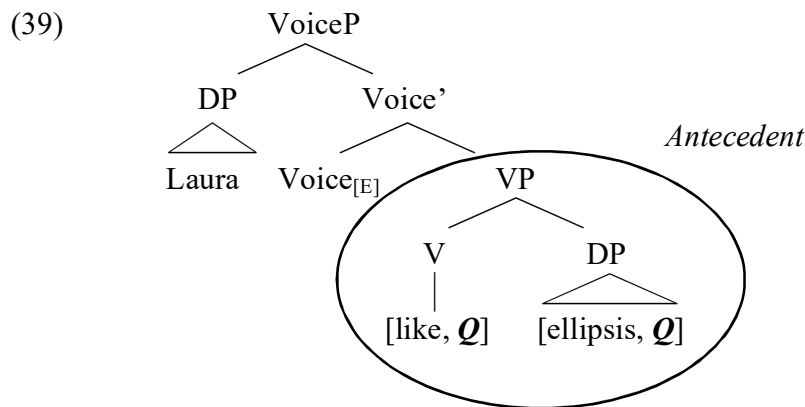 (39) VoiceP
DP Voice’
Antecedent
Laura Voice[E] VP
V DP
[like, Q] [ellipsis, Q]